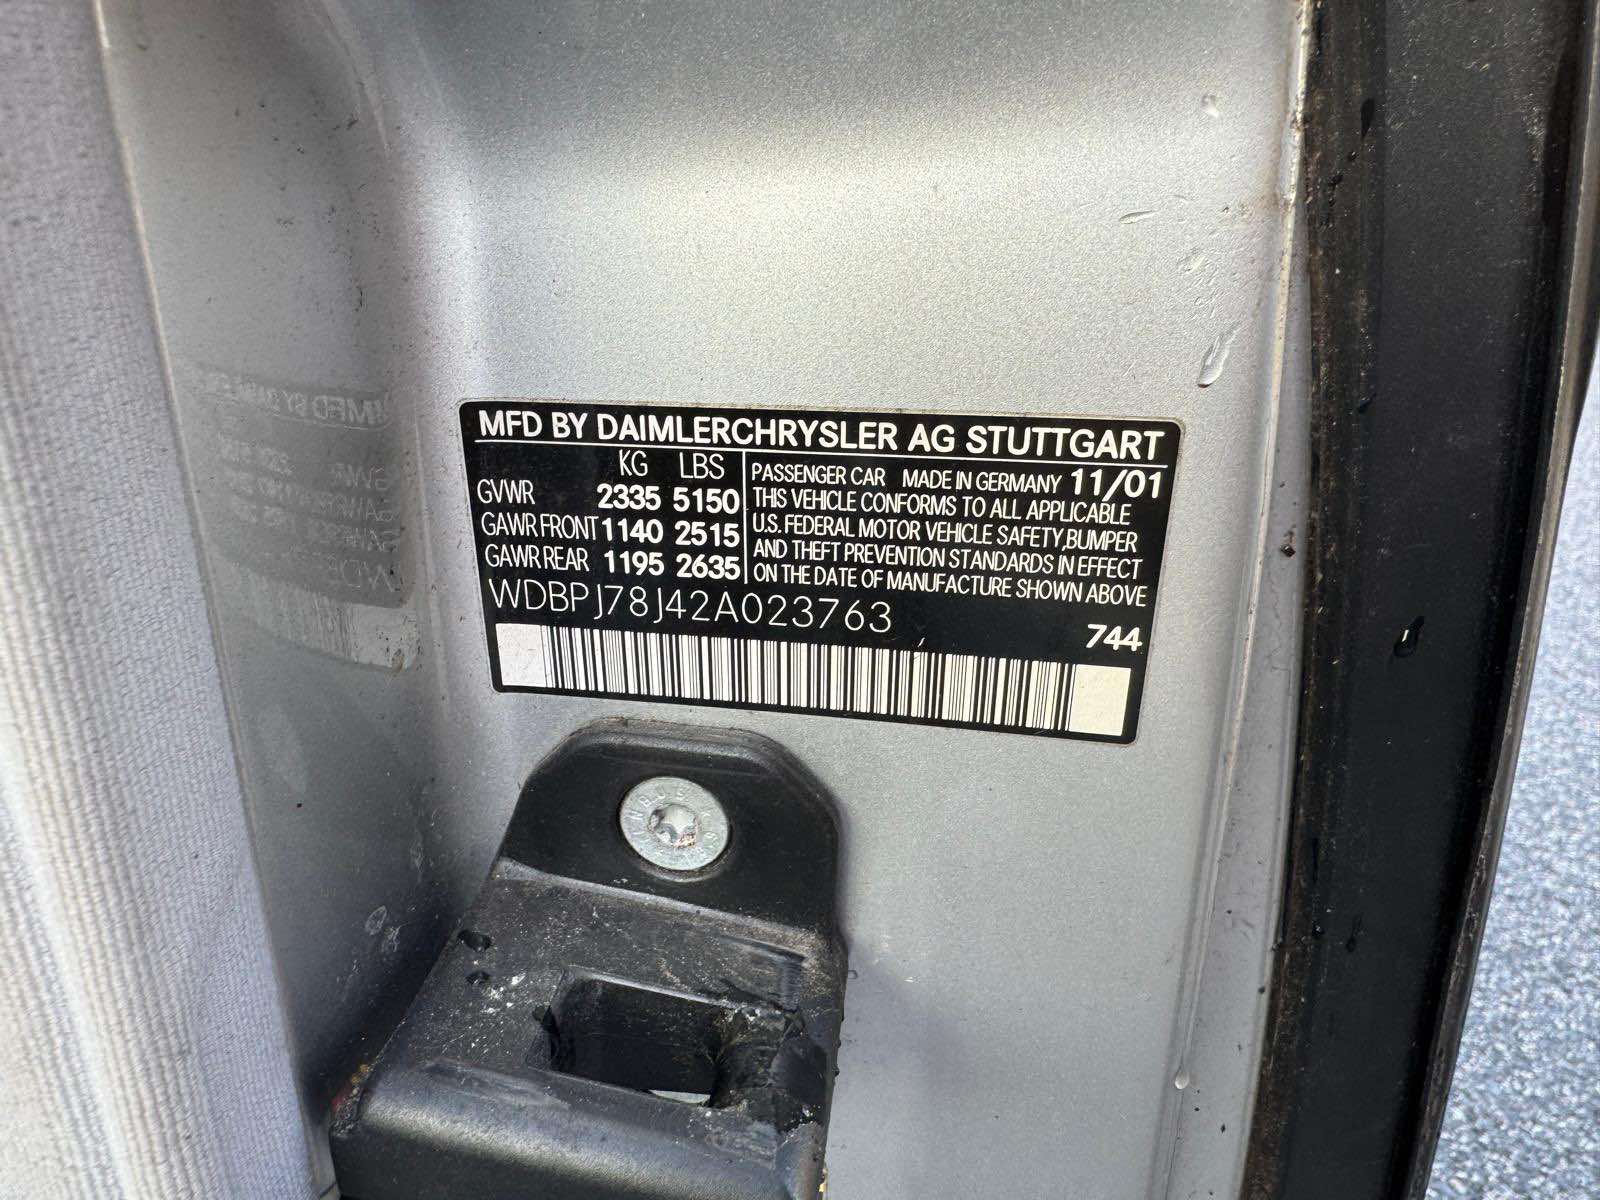 MFD BY DAIMLERCHRYSLER AG STUTTGART
KG LBS
GVWR 2335 5150
GAWR FRONT 1140 2515
GAWR REAR 1195 2635
PASSENGER CAR MADE IN GERMANY 11/01
THIS VEHICLE CONFORMS TO ALL APPLICABLE
U.S. FEDERAL MOTOR VEHICLE SAFETY,BUMPER
AND THEFT PREVENTION STANDARDS IN EFFECT
ON THE DATE OF MANUFACTURE SHOWN ABOVE
WDBPJ78J42A023763
744